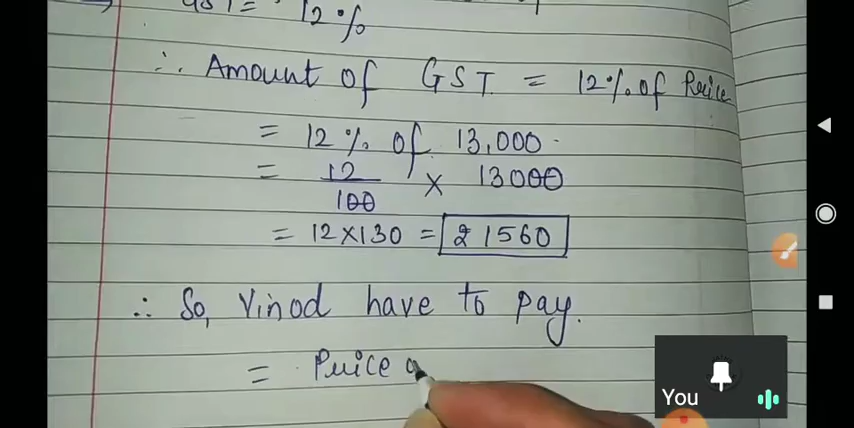 GST = 12%
∴ Amount of GST = 12% of Price
= 12% of 13,000
= 12/100 × 13000
= 12×130 = ₹ 1560
∴ So, Vinod have to pay.
= Price
You